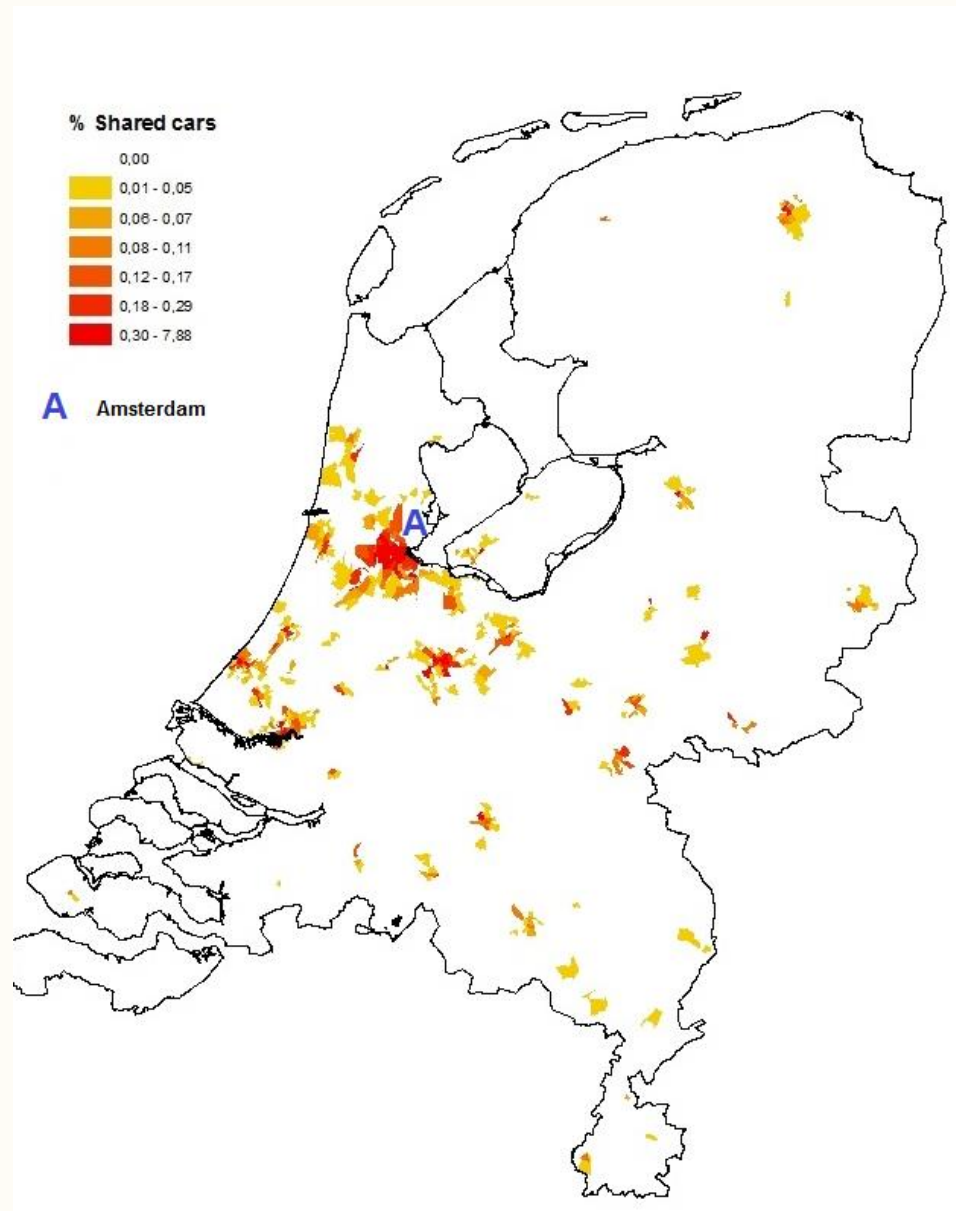 % Shared cars
0,00
0,01 - 0,05
0,06 - 0,07
0,08 - 0,11
0,12 - 0,17
0,18 - 0,29
0,30 - 7,88
A Amsterdam
A